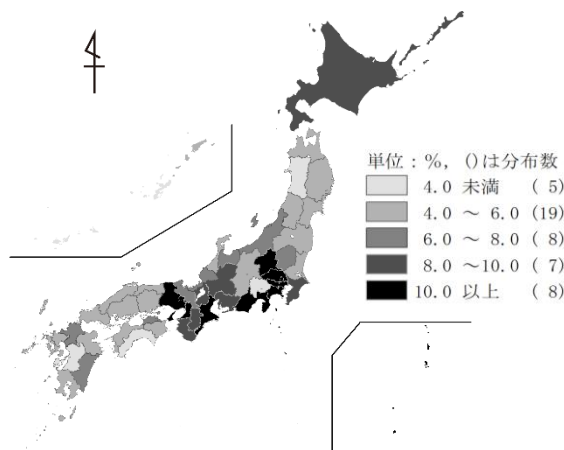 単位：%，()は分布数
4.0 未満 ( 5)
4.0 ～ 6.0 (19)
6.0 ～ 8.0 ( 8)
8.0 ～10.0 ( 7)
10.0 以上 ( 8)